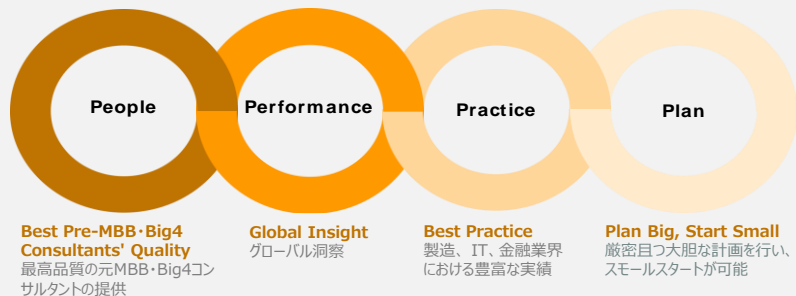 People
Performance
Practice
Plan
Best Pre-MBB・Big4
Consultants' Quality
最高品質の元MBB・Big4コン
サルタントの提供
Global Insight
グローバル洞察
Best Practice
製造、IT、金融業界
における豊富な実績
Plan Big, Start Small
厳密且つ大胆な計画を行い、
スモールスタートが可能